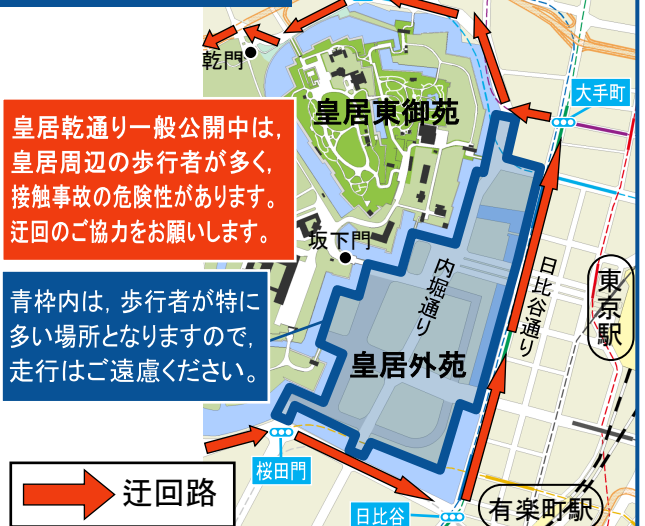 乾門
皇居東御苑
大手町
皇居乾通り一般公開中は,
皇居周辺の歩行者が多く,
接触事故の危険性があります。
迂回のご協力をお願いします。
坂下門
内堀通り
日比谷通り
東京駅
青枠内は, 歩行者が特に
多い場所となりますので,
走行はご遠慮ください。
皇居外苑
桜田門
迂回路
日比谷
有楽町駅